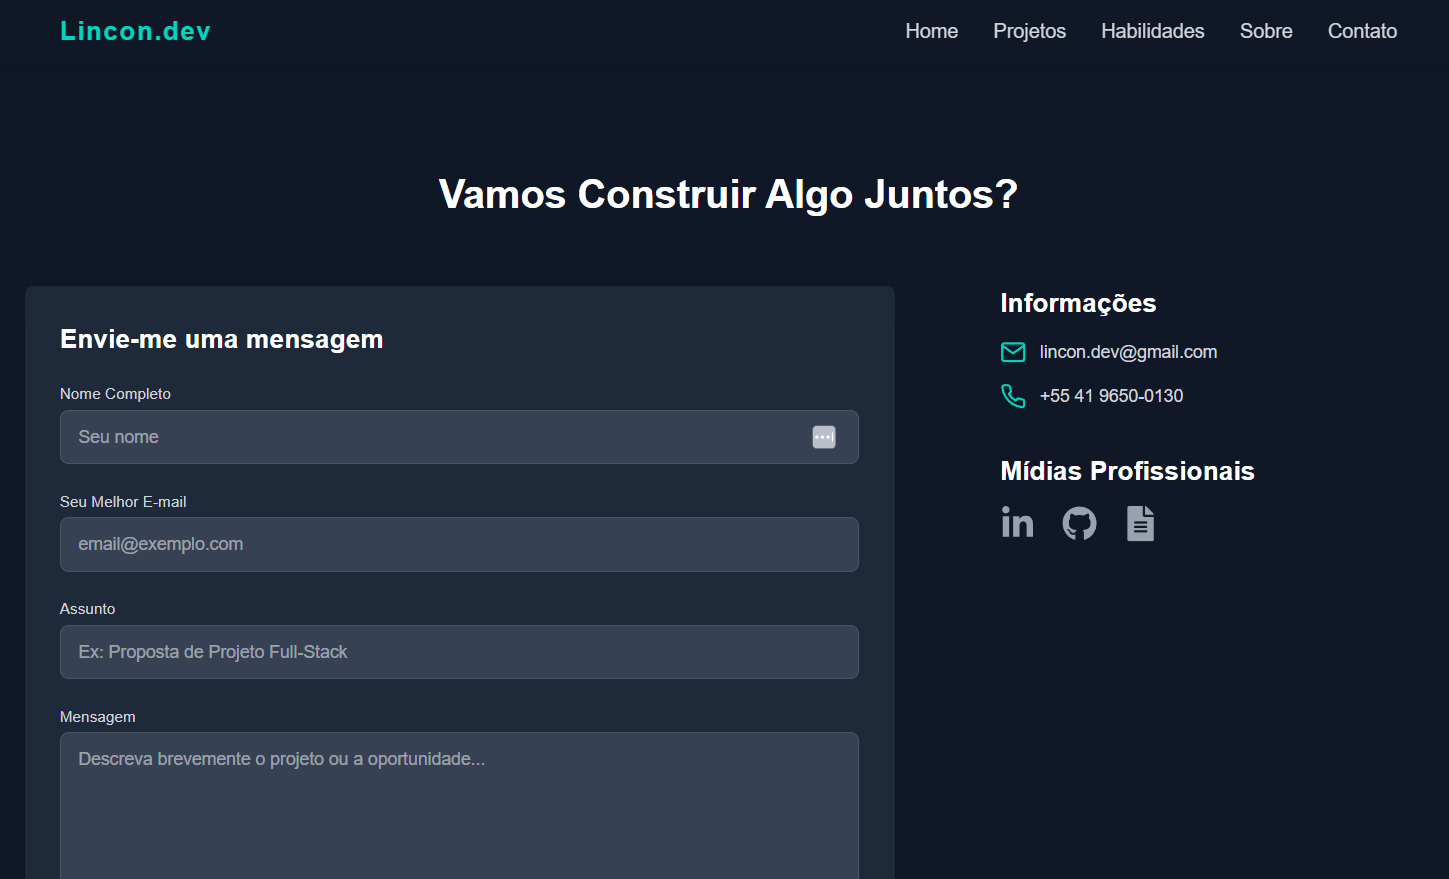 Lincon.dev
Home Projetos Habilidades Sobre Contato
Vamos Construir Algo Juntos?
Envie-me uma mensagem
Nome Completo
Seu nome
Seu Melhor E-mail
email@exemplo.com
Assunto
Ex: Proposta de Projeto Full-Stack
Mensagem
Descreva brevemente o projeto ou a oportunidade...
Informações
lincon.dev@gmail.com
+55 41 9650-0130
Mídias Profissionais
in